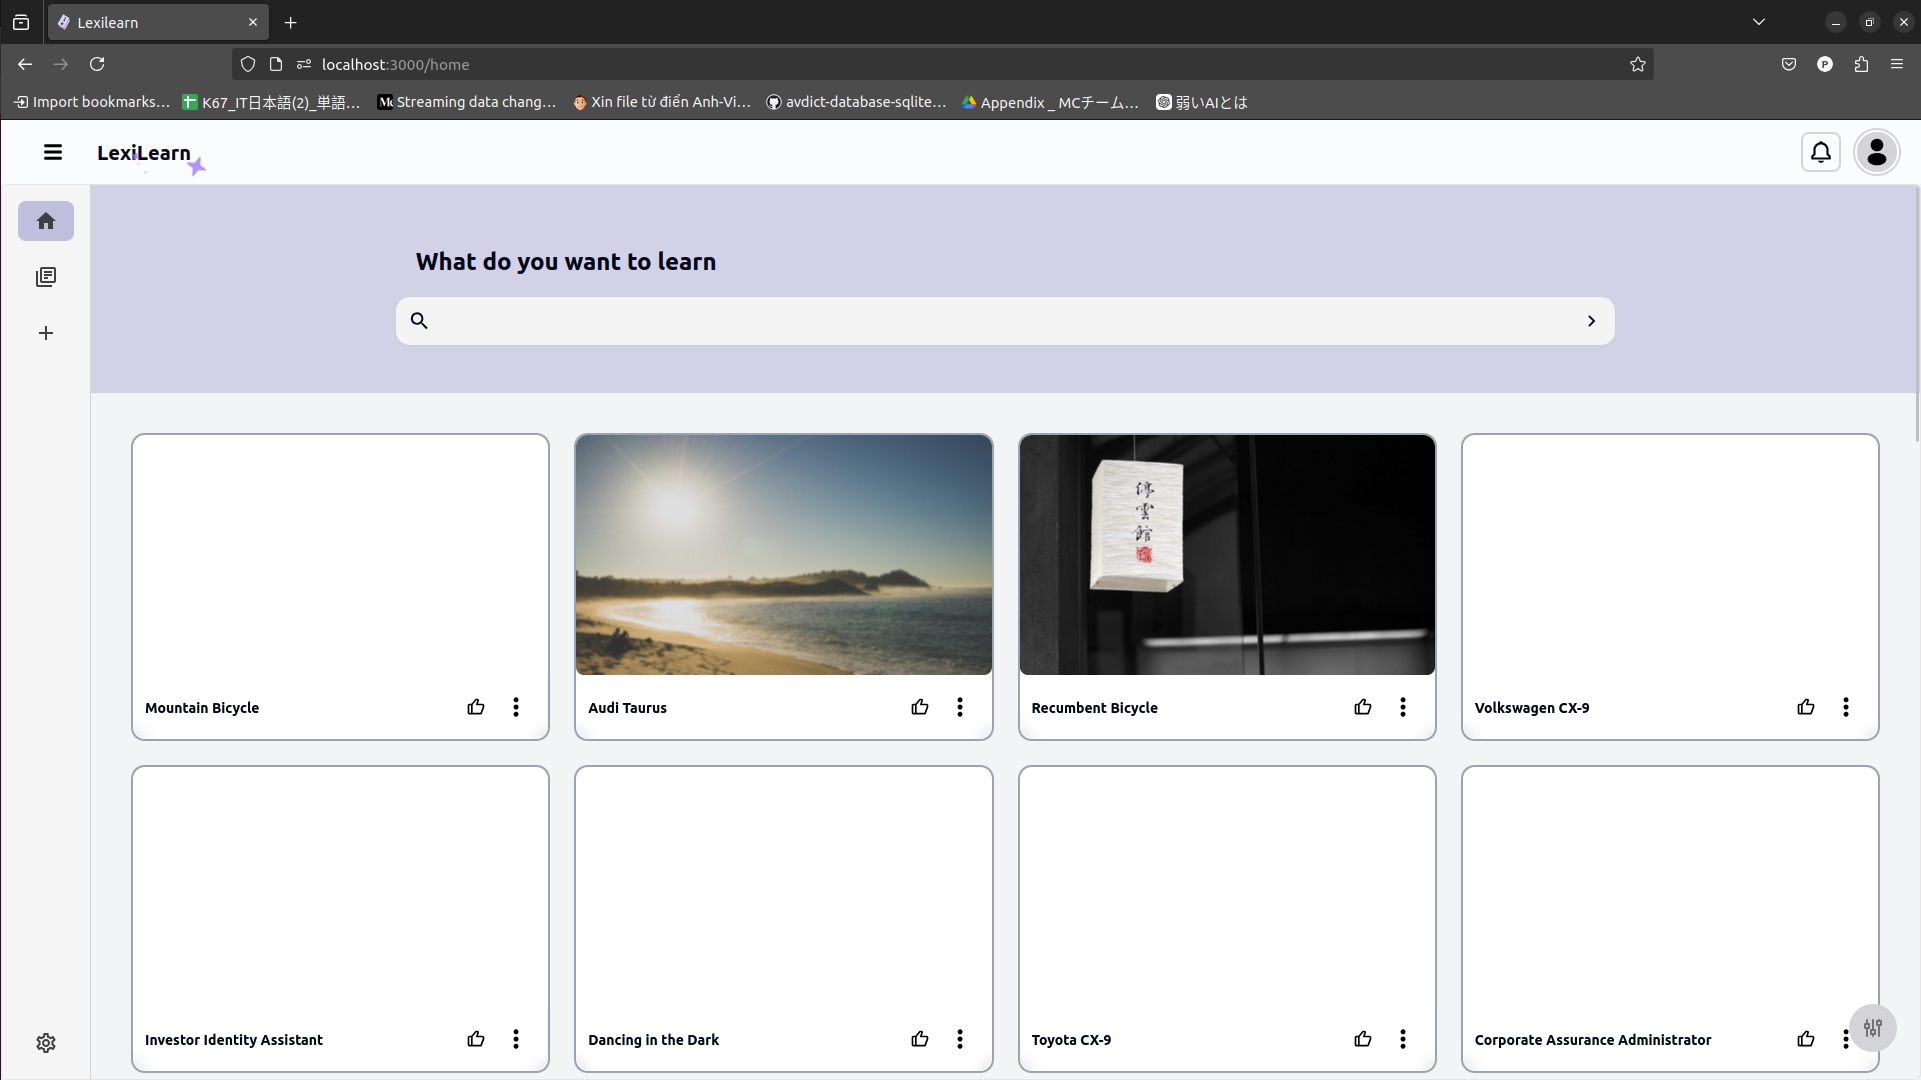 Lexilearn
localhost:3000/home
Import bookmarks...
K67_IT日本語(2)_単語...
Streaming data chang...
Xin file từ điển Anh-Vi...
avdict-database-sqlite...
Appendix _ MCチーム...
弱いAIとは
LexiLearn
What do you want to learn
停
雲
館
Mountain Bicycle
Audi Taurus
Recumbent Bicycle
Volkswagen CX-9
Investor Identity Assistant
Dancing in the Dark
Toyota CX-9
Corporate Assurance Administrator